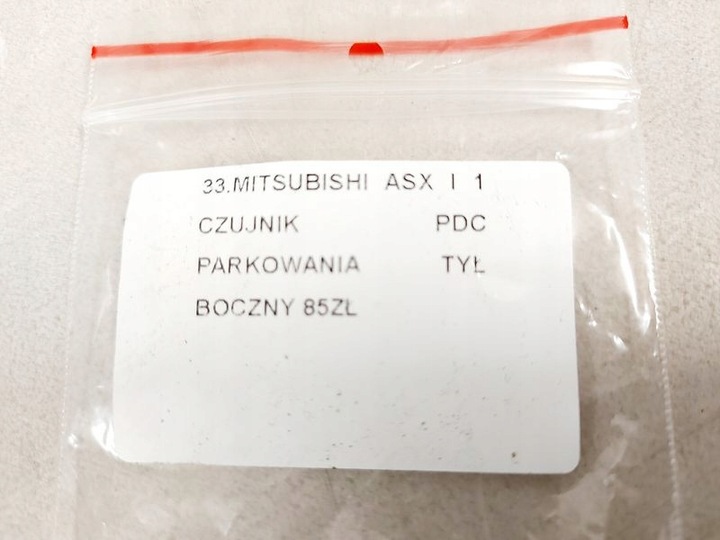 33.MITSUBISHI ASX I 1
CZUJNIK PDC
PARKOWANIA TYŁ
BOCZNY 85ZŁ